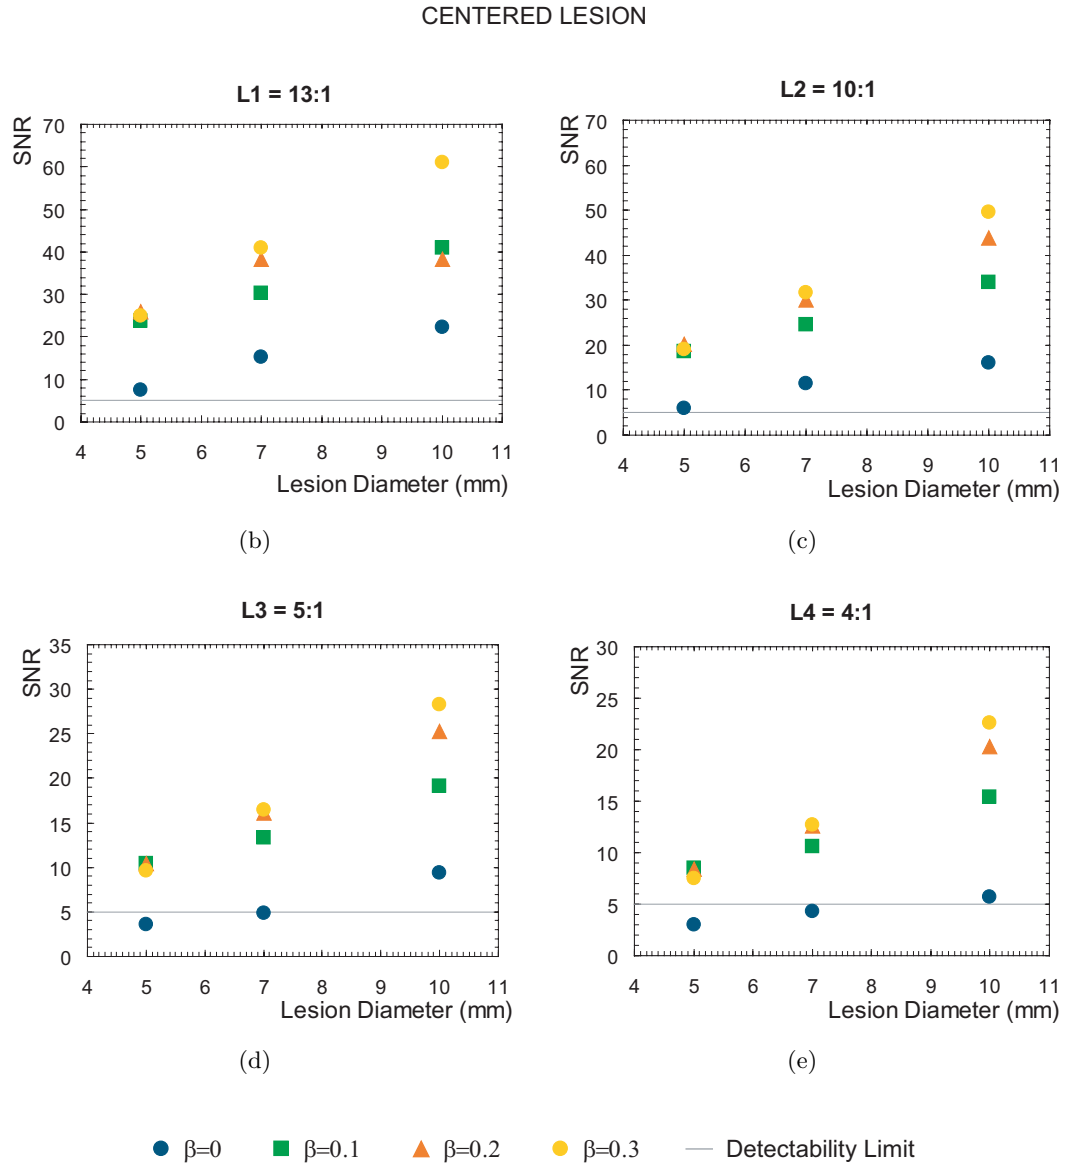 CENTERED LESION
L1 = 13:1
SNR
70
60
50
40
30
20
10
0
4 5 6 7 8 9 10 11
Lesion Diameter (mm)
(b)
L2 = 10:1
SNR
70
60
50
40
30
20
10
0
4 5 6 7 8 9 10 11
Lesion Diameter (mm)
(c)
L3 = 5:1
SNR
35
30
25
20
15
10
5
0
4 5 6 7 8 9 10 11
Lesion Diameter (mm)
(d)
L4 = 4:1
SNR
30
25
20
15
10
5
0
4 5 6 7 8 9 10 11
Lesion Diameter (mm)
(e)
β=0 β=0.1 β=0.2 β=0.3 Detectability Limit